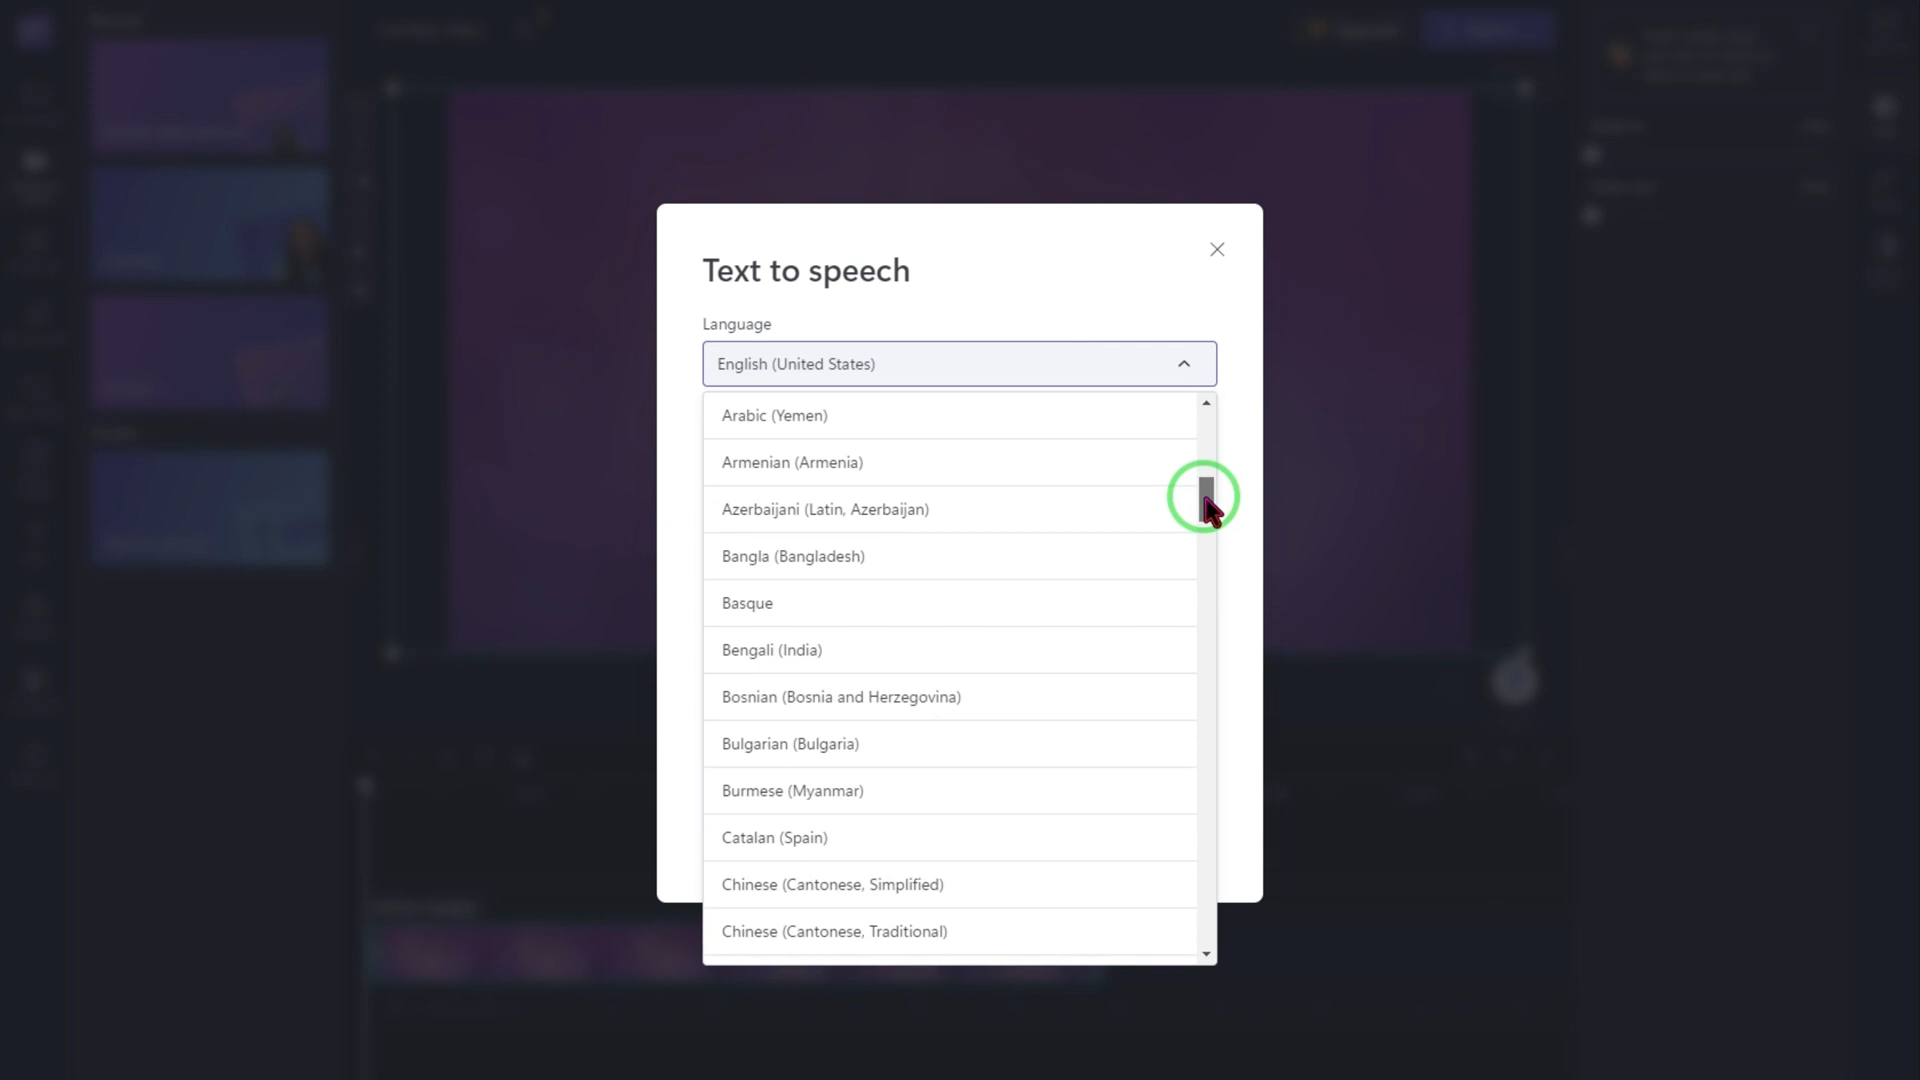 Text to speech
Language
English (United States)
Arabic (Yemen)
Armenian (Armenia)
Azerbaijani (Latin, Azerbaijan)
Bangla (Bangladesh)
Basque
Bengali (India)
Bosnian (Bosnia and Herzegovina)
Bulgarian (Bulgaria)
Burmese (Myanmar)
Catalan (Spain)
Chinese (Cantonese, Simplified)
Chinese (Cantonese, Traditional)